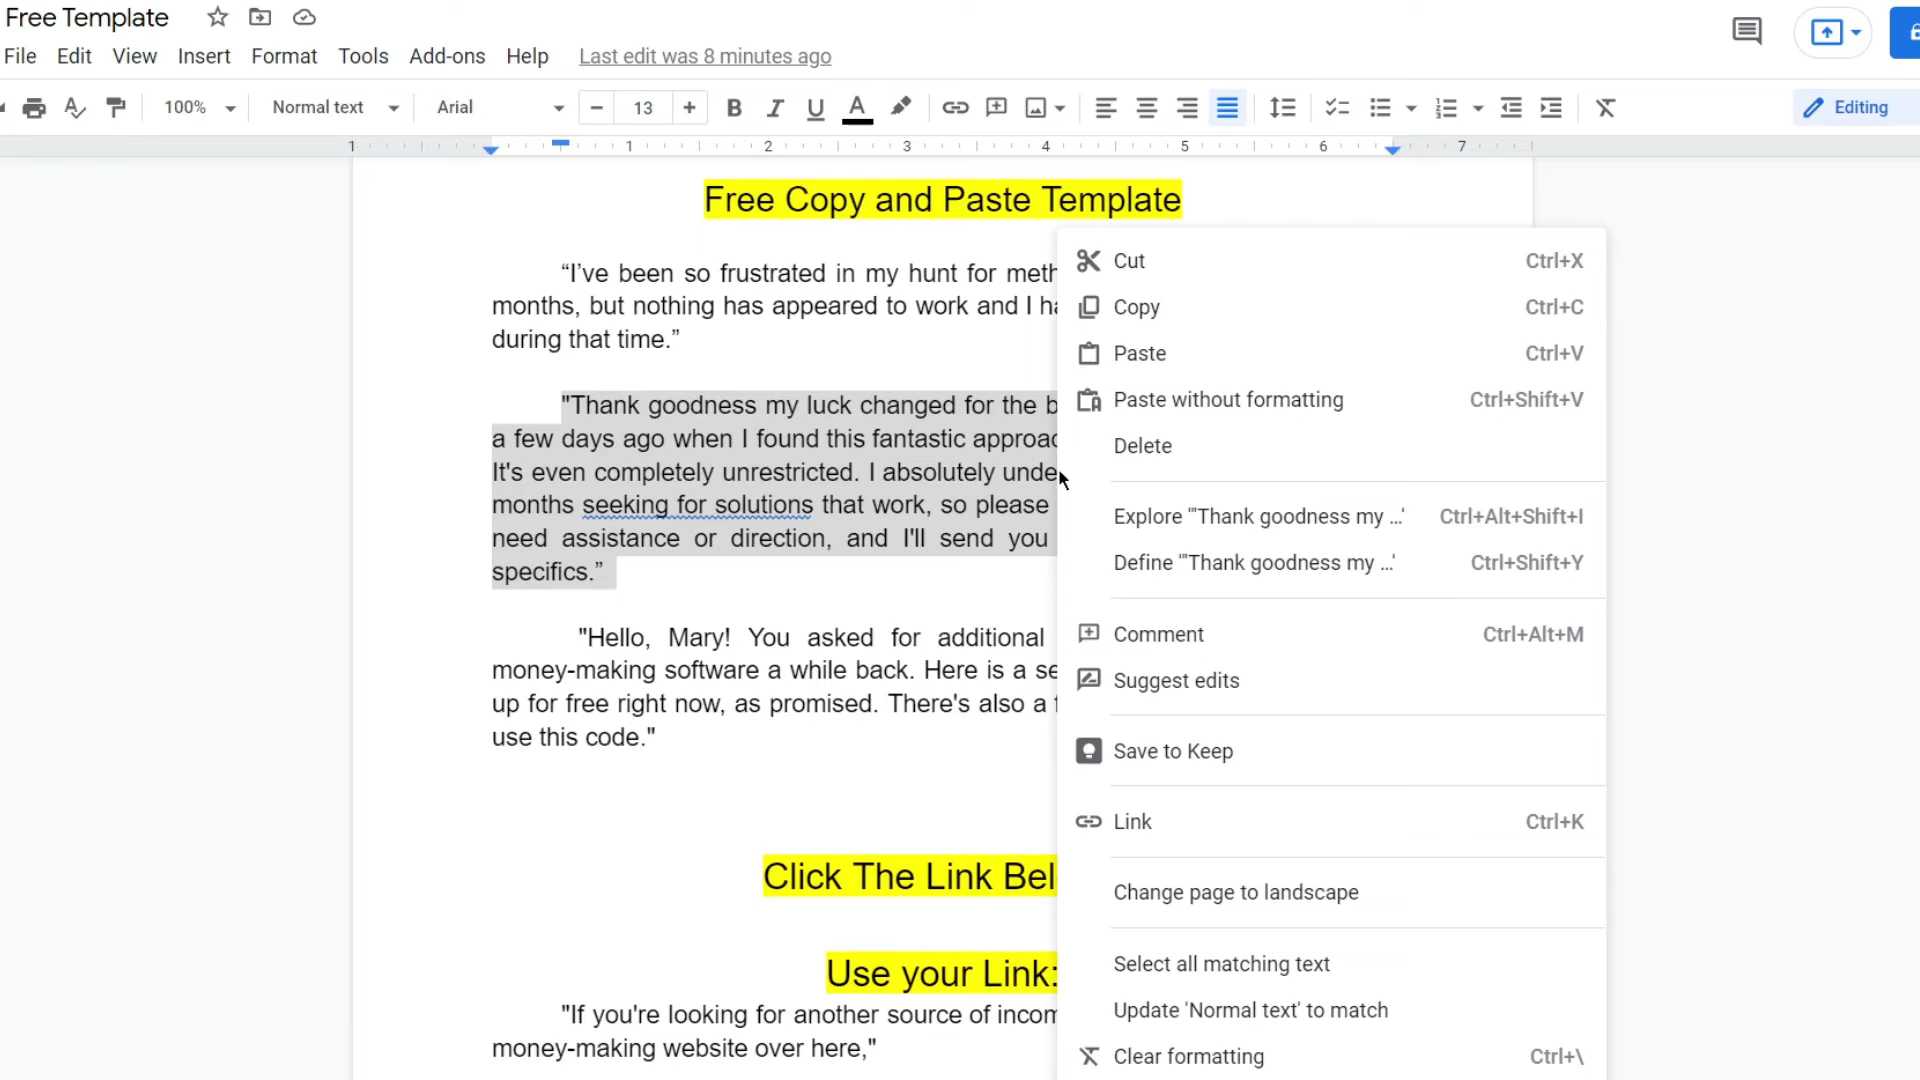 Free Template
File Edit View Insert Format Tools Add-ons Help Last edit was 8 minutes ago
100% Normal text Arial 13 Editing
1 1 2 3 4 5 6 7
Free Copy and Paste Template
“I’ve been so frustrated in my hunt for meth
months, but nothing has appeared to work and I ha
during that time.”
"Thank goodness my luck changed for the b
a few days ago when I found this fantastic approac
It's even completely unrestricted. I absolutely unde
months seeking for solutions that work, so please
need assistance or direction, and I'll send you
specifics.”
"Hello, Mary! You asked for additional
money-making software a while back. Here is a se
up for free right now, as promised. There's also a f
use this code."
Click The Link Bel
Use your Link:
"If you're looking for another source of incom
money-making website over here,"
Cut Ctrl+X
Copy Ctrl+C
Paste Ctrl+V
Paste without formatting Ctrl+Shift+V
Delete
Explore '"Thank goodness my ...' Ctrl+Alt+Shift+I
Define '"Thank goodness my ...' Ctrl+Shift+Y
Comment Ctrl+Alt+M
Suggest edits
Save to Keep
Link Ctrl+K
Change page to landscape
Select all matching text
Update 'Normal text' to match
Clear formatting Ctrl+\